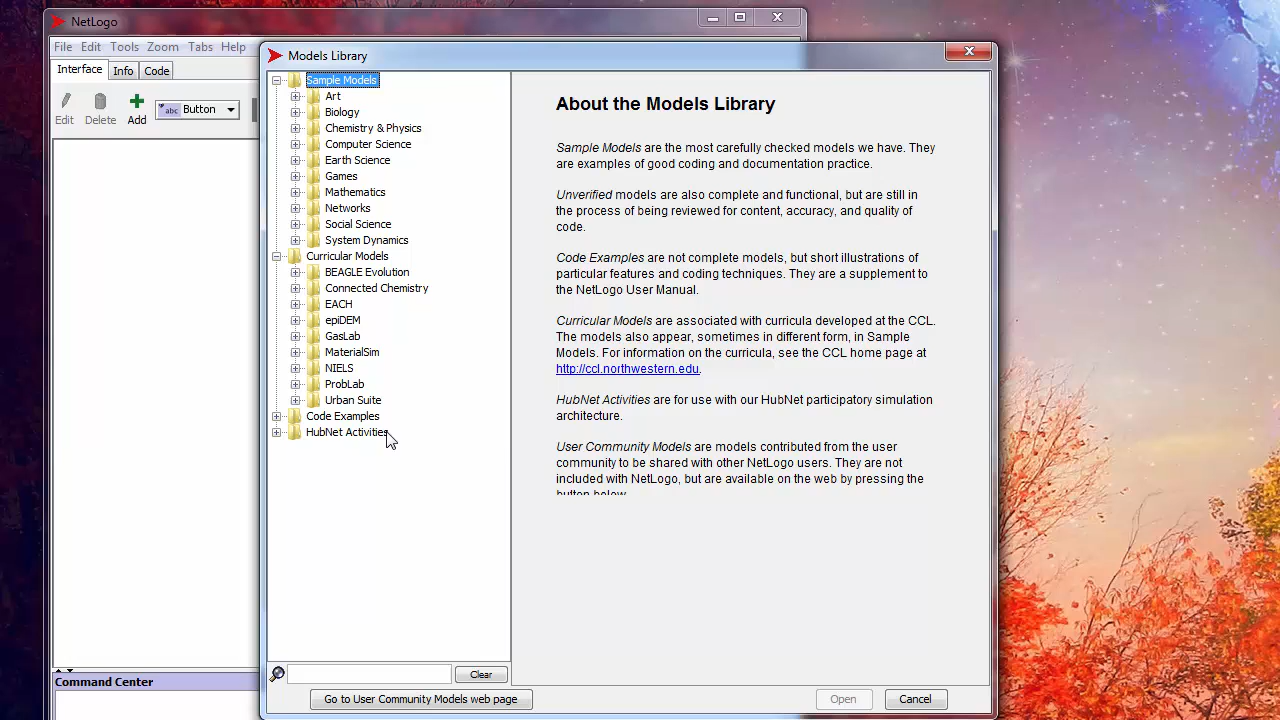 NetLogo
File Edit Tools Zoom Tabs Help
Interface Info Code
Edit Delete Add abc Button
Command Center
Models Library
Sample Models
Art
Biology
Chemistry & Physics
Computer Science
Earth Science
Games
Mathematics
Networks
Social Science
System Dynamics
Curricular Models
BEAGLE Evolution
Connected Chemistry
EACH
epiDEM
GasLab
MaterialSim
NIELS
ProbLab
Urban Suite
Code Examples
HubNet Activities
Clear
About the Models Library
Sample Models are the most carefully checked models we have. They
are examples of good coding and documentation practice.
Unverified models are also complete and functional, but are still in
the process of being reviewed for content, accuracy, and quality of
code.
Code Examples are not complete models, but short illustrations of
particular features and coding techniques. They are a supplement to
the NetLogo User Manual.
Curricular Models are associated with curricula developed at the CCL.
The models also appear, sometimes in different form, in Sample
Models. For information on the curricula, see the CCL home page at
http://ccl.northwestern.edu.
HubNet Activities are for use with our HubNet participatory simulation
architecture.
User Community Models are models contributed from the user
community to be shared with other NetLogo users. They are not
included with NetLogo, but are available on the web by pressing the
button below.
Go to User Community Models web page
Open Cancel